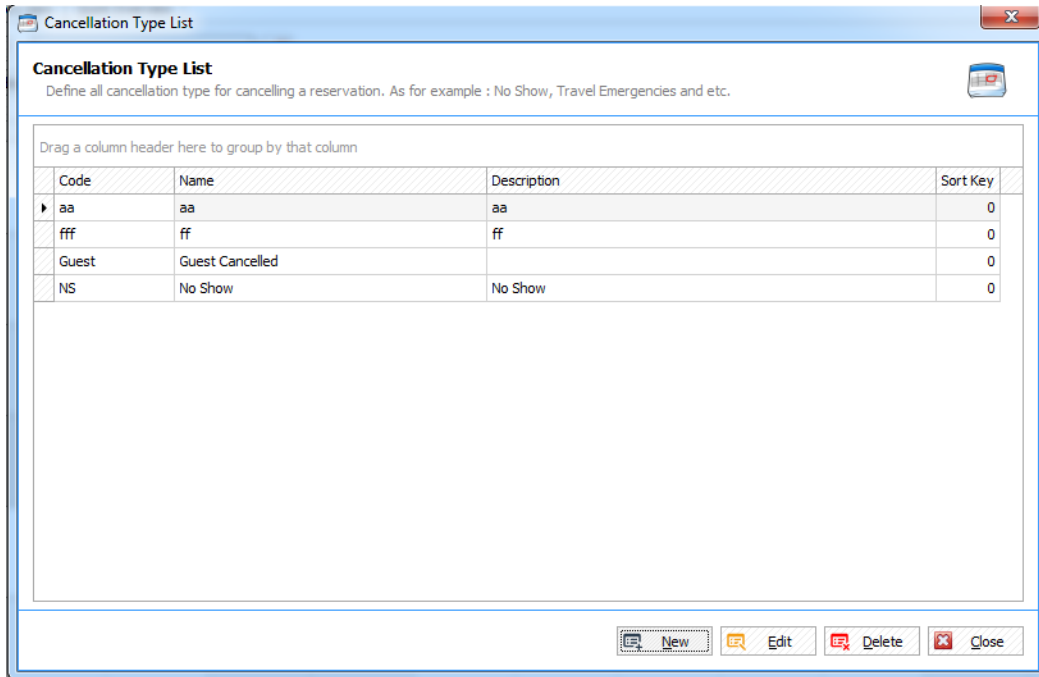 Cancellation Type List
Cancellation Type List
Define all cancellation type for cancelling a reservation. As for example : No Show, Travel Emergencies and etc.
Drag a column header here to group by that column
Code Name Description Sort Key
aa aa aa 0
fff ff ff 0
Guest Guest Cancelled 0
NS No Show No Show 0
New Edit Delete Close